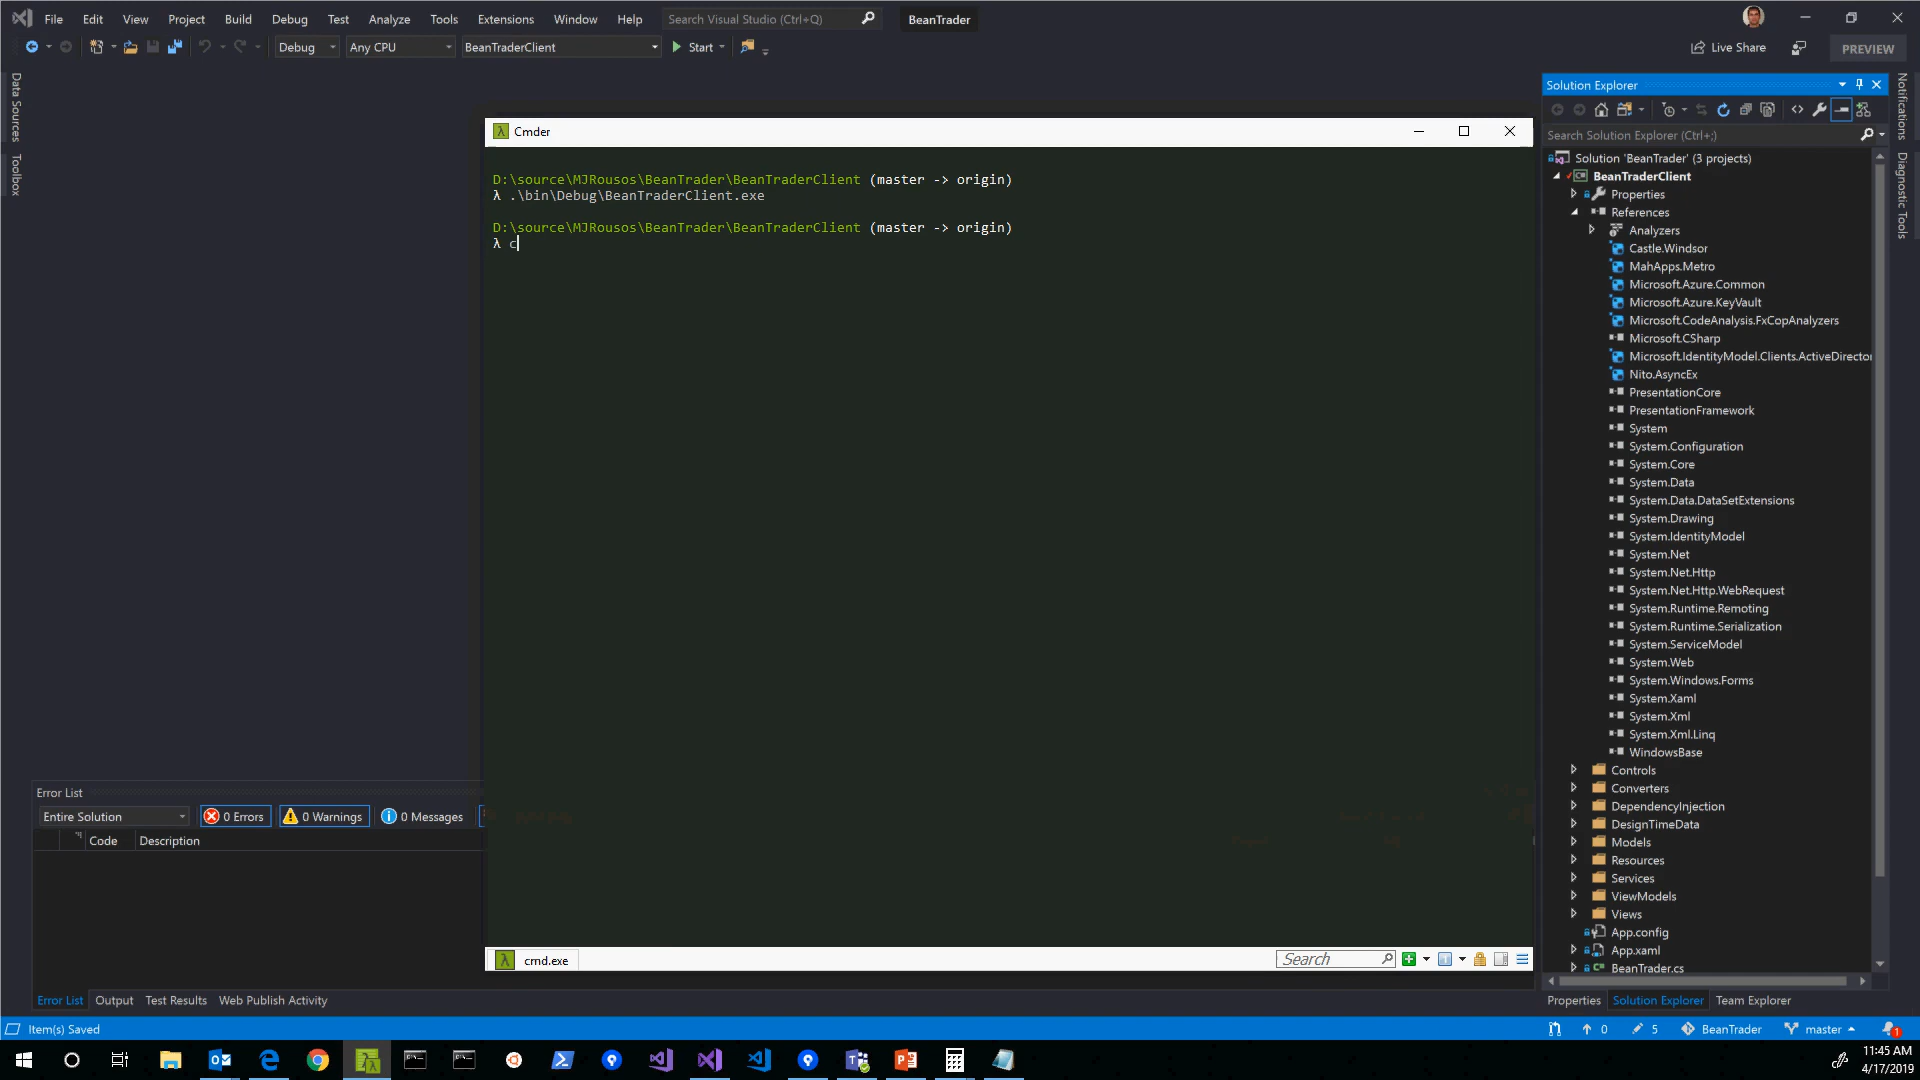 File Edit View Project Build Debug Test Analyze Tools Extensions Window Help Search Visual Studio (Ctrl+Q) BeanTrader
Debug Any CPU BeanTraderClient Start Live Share PREVIEW
Data Sources
Toolbox
Cmder
D:\source\MJRousos\BeanTrader\BeanTraderClient (master -> origin)
λ .\bin\Debug\BeanTraderClient.exe
D:\source\MJRousos\BeanTrader\BeanTraderClient (master -> origin)
λ c
cmd.exe Search
Solution Explorer
Search Solution Explorer (Ctrl+;)
Solution 'BeanTrader' (3 projects)
BeanTraderClient
Properties
References
Analyzers
Castle.Windsor
MahApps.Metro
Microsoft.Azure.Common
Microsoft.Azure.KeyVault
Microsoft.CodeAnalysis.FxCopAnalyzers
Microsoft.CSharp
Microsoft.IdentityModel.Clients.ActiveDirector
Nito.AsyncEx
PresentationCore
PresentationFramework
System
System.Configuration
System.Core
System.Data
System.Data.DataSetExtensions
System.Drawing
System.IdentityModel
System.Net
System.Net.Http
System.Net.Http.WebRequest
System.Runtime.Remoting
System.Runtime.Serialization
System.ServiceModel
System.Web
System.Windows.Forms
System.Xaml
System.Xml
System.Xml.Linq
WindowsBase
Controls
Converters
DependencyInjection
DesignTimeData
Models
Resources
Services
ViewModels
Views
App.config
App.xaml
BeanTrader.cs
Properties Solution Explorer Team Explorer
Notifications
Diagnostic Tools
Error List
Entire Solution 0 Errors 0 Warnings 0 Messages
Code Description
Error List Output Test Results Web Publish Activity
Item(s) Saved 0 5 BeanTrader master 1
11:45 AM
4/17/2019